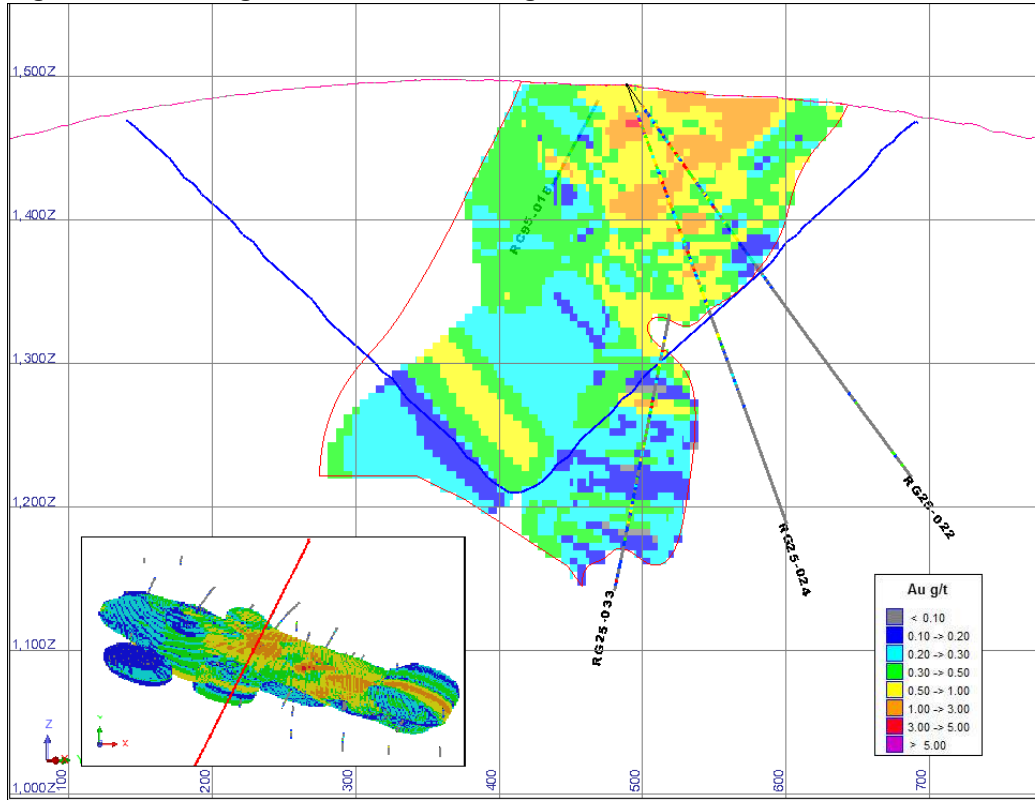 1,500Z
1,400Z
1,300Z
1,200Z
1,100Z
1,000Z
100
200
300
400
500
600
700
RC95-018
RG25-022
RG25-024
RG25-033
Au g/t
< 0.10
0.10 -> 0.20
0.20 -> 0.30
0.30 -> 0.50
0.50 -> 1.00
1.00 -> 3.00
3.00 -> 5.00
> 5.00
Z
Y
X